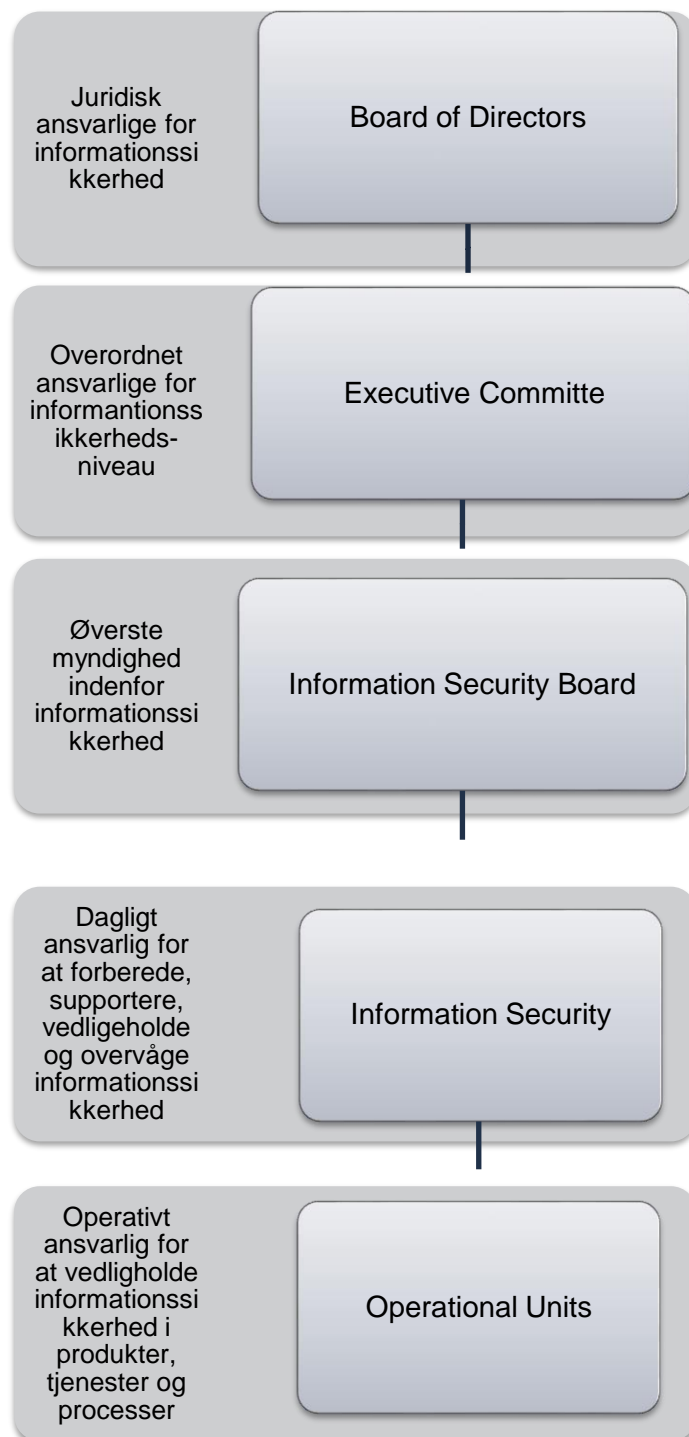 Juridisk
ansvarlige for
informationssi
kkerhed
Board of Directors
Overordnet
ansvarlige for
informantionss
ikkerheds-
niveau
Executive Committe
Øverste
myndighed
indenfor
informationssi
kkerhed
Information Security Board
Dagligt
ansvarlig for
at forberede,
supportere,
vedligeholde
og overvåge
informationssi
kkerhed
Information Security
Operativt
ansvarlig for
at vedligholde
informationssi
kkerhed i
produkter,
tjenester og
processer
Operational Units